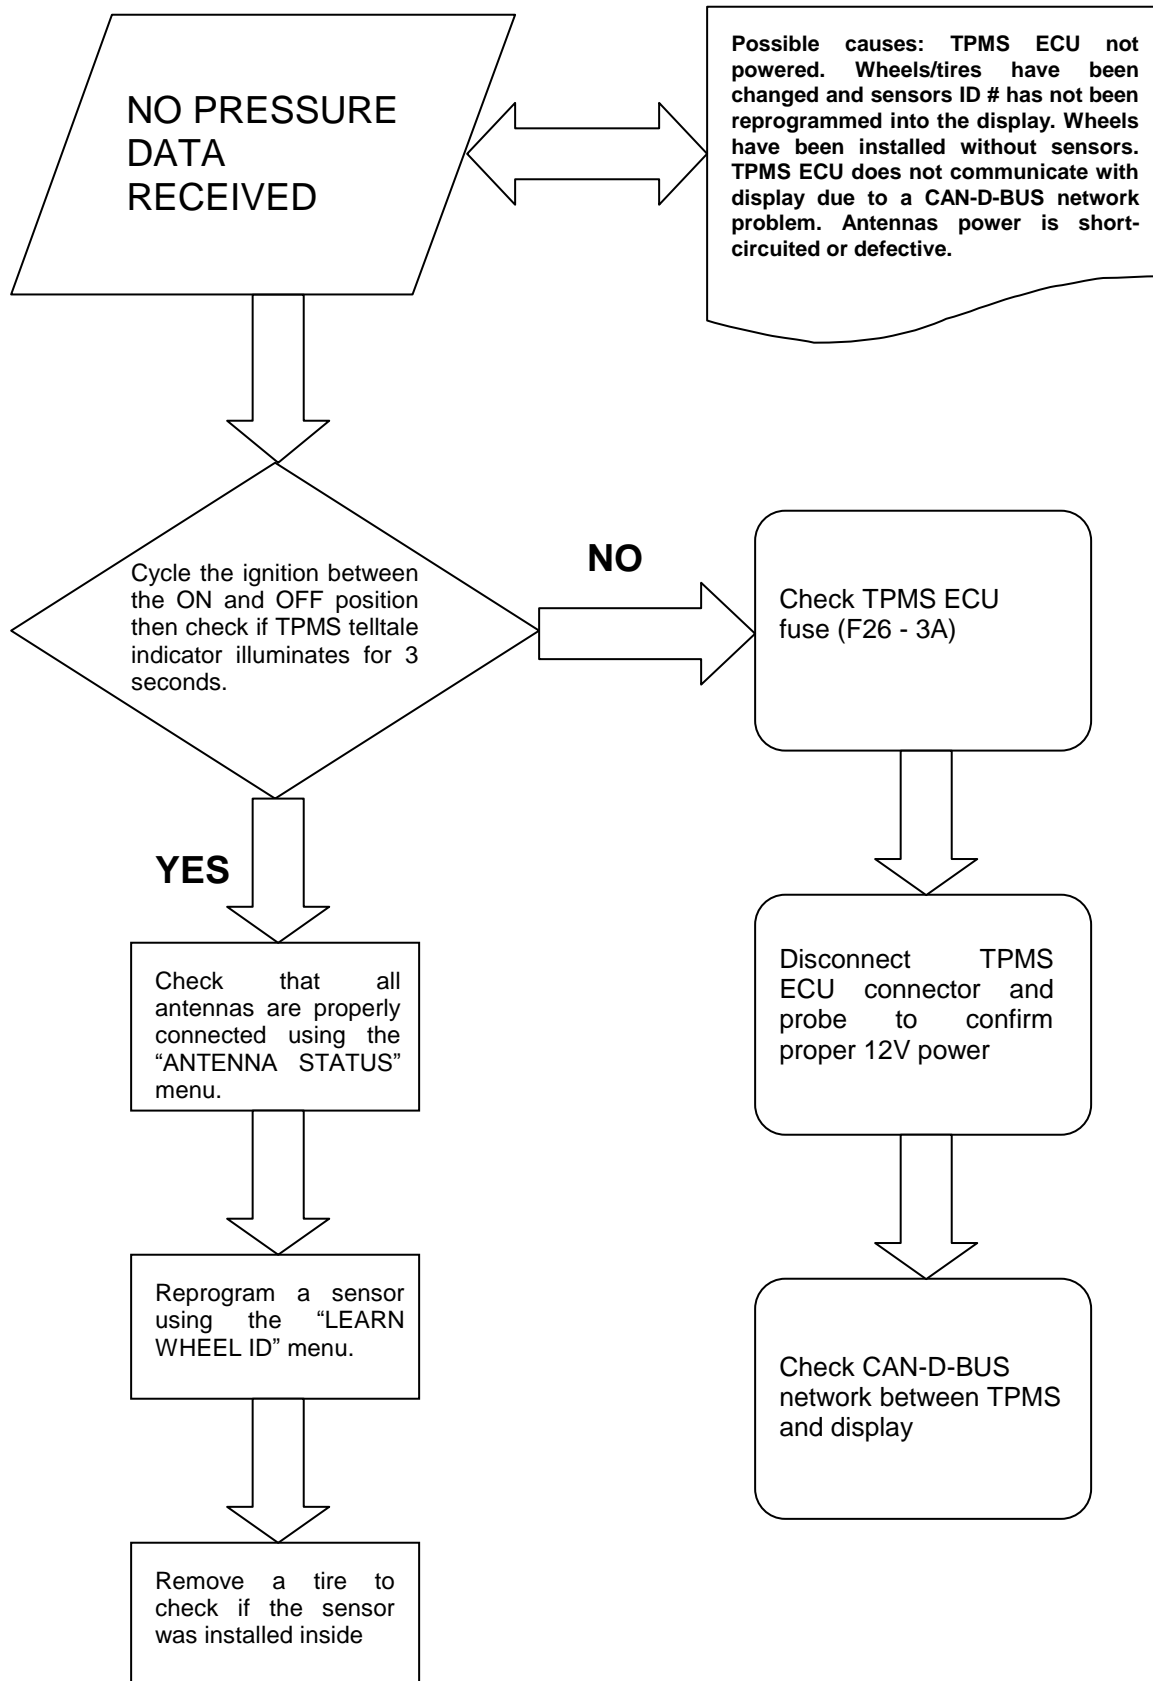 NO PRESSURE
DATA
RECEIVED
Possible causes: TPMS ECU not
powered. Wheels/tires have been
changed and sensors ID # has not been
reprogrammed into the display. Wheels
have been installed without sensors.
TPMS ECU does not communicate with
display due to a CAN-D-BUS network
problem. Antennas power is short-
circuited or defective.
Cycle the ignition between
the ON and OFF position
then check if TPMS telltale
indicator illuminates for 3
seconds.
NO
Check TPMS ECU
fuse (F26 - 3A)
YES
Check that all
antennas are properly
connected using the
“ANTENNA STATUS”
menu.
Disconnect TPMS
ECU connector and
probe to confirm
proper 12V power
Reprogram a sensor
using the “LEARN
WHEEL ID” menu.
Check CAN-D-BUS
network between TPMS
and display
Remove a tire to
check if the sensor
was installed inside